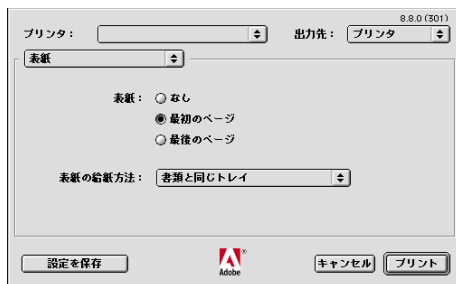 8.8.0 (301)
プリンタ： 出力先： プリンタ
表紙
表紙： なし
最初のページ
最後のページ
表紙の給紙方法： 書類と同じトレイ
設定を保存 Adobe キャンセル プリント